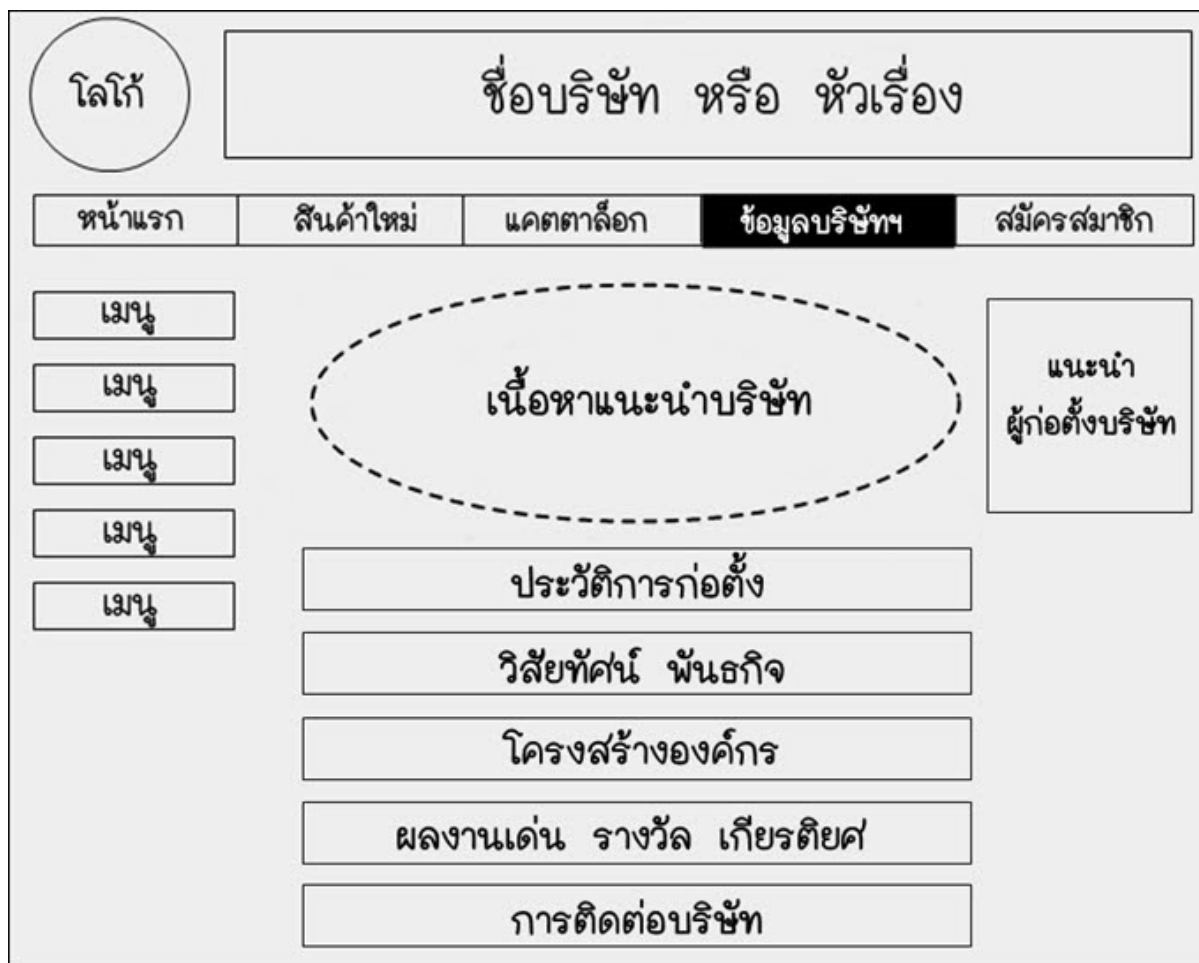 โลโก้
ชื่อบริษัท หรือ หัวเรื่อง
หน้าแรก
สินค้าใหม่
แคตตาล็อก
ข้อมูลบริษัทฯ
สมัครสมาชิก
เมนู
เมนู
เมนู
เมนู
เมนู
เนื้อหาแนะนำบริษัท
แนะนำ
ผู้ก่อตั้งบริษัท
ประวัติการก่อตั้ง
วิสัยทัศน์ พันธกิจ
โครงสร้างองค์กร
ผลงานเด่น รางวัล เกียรติยศ
การติดต่อบริษัท